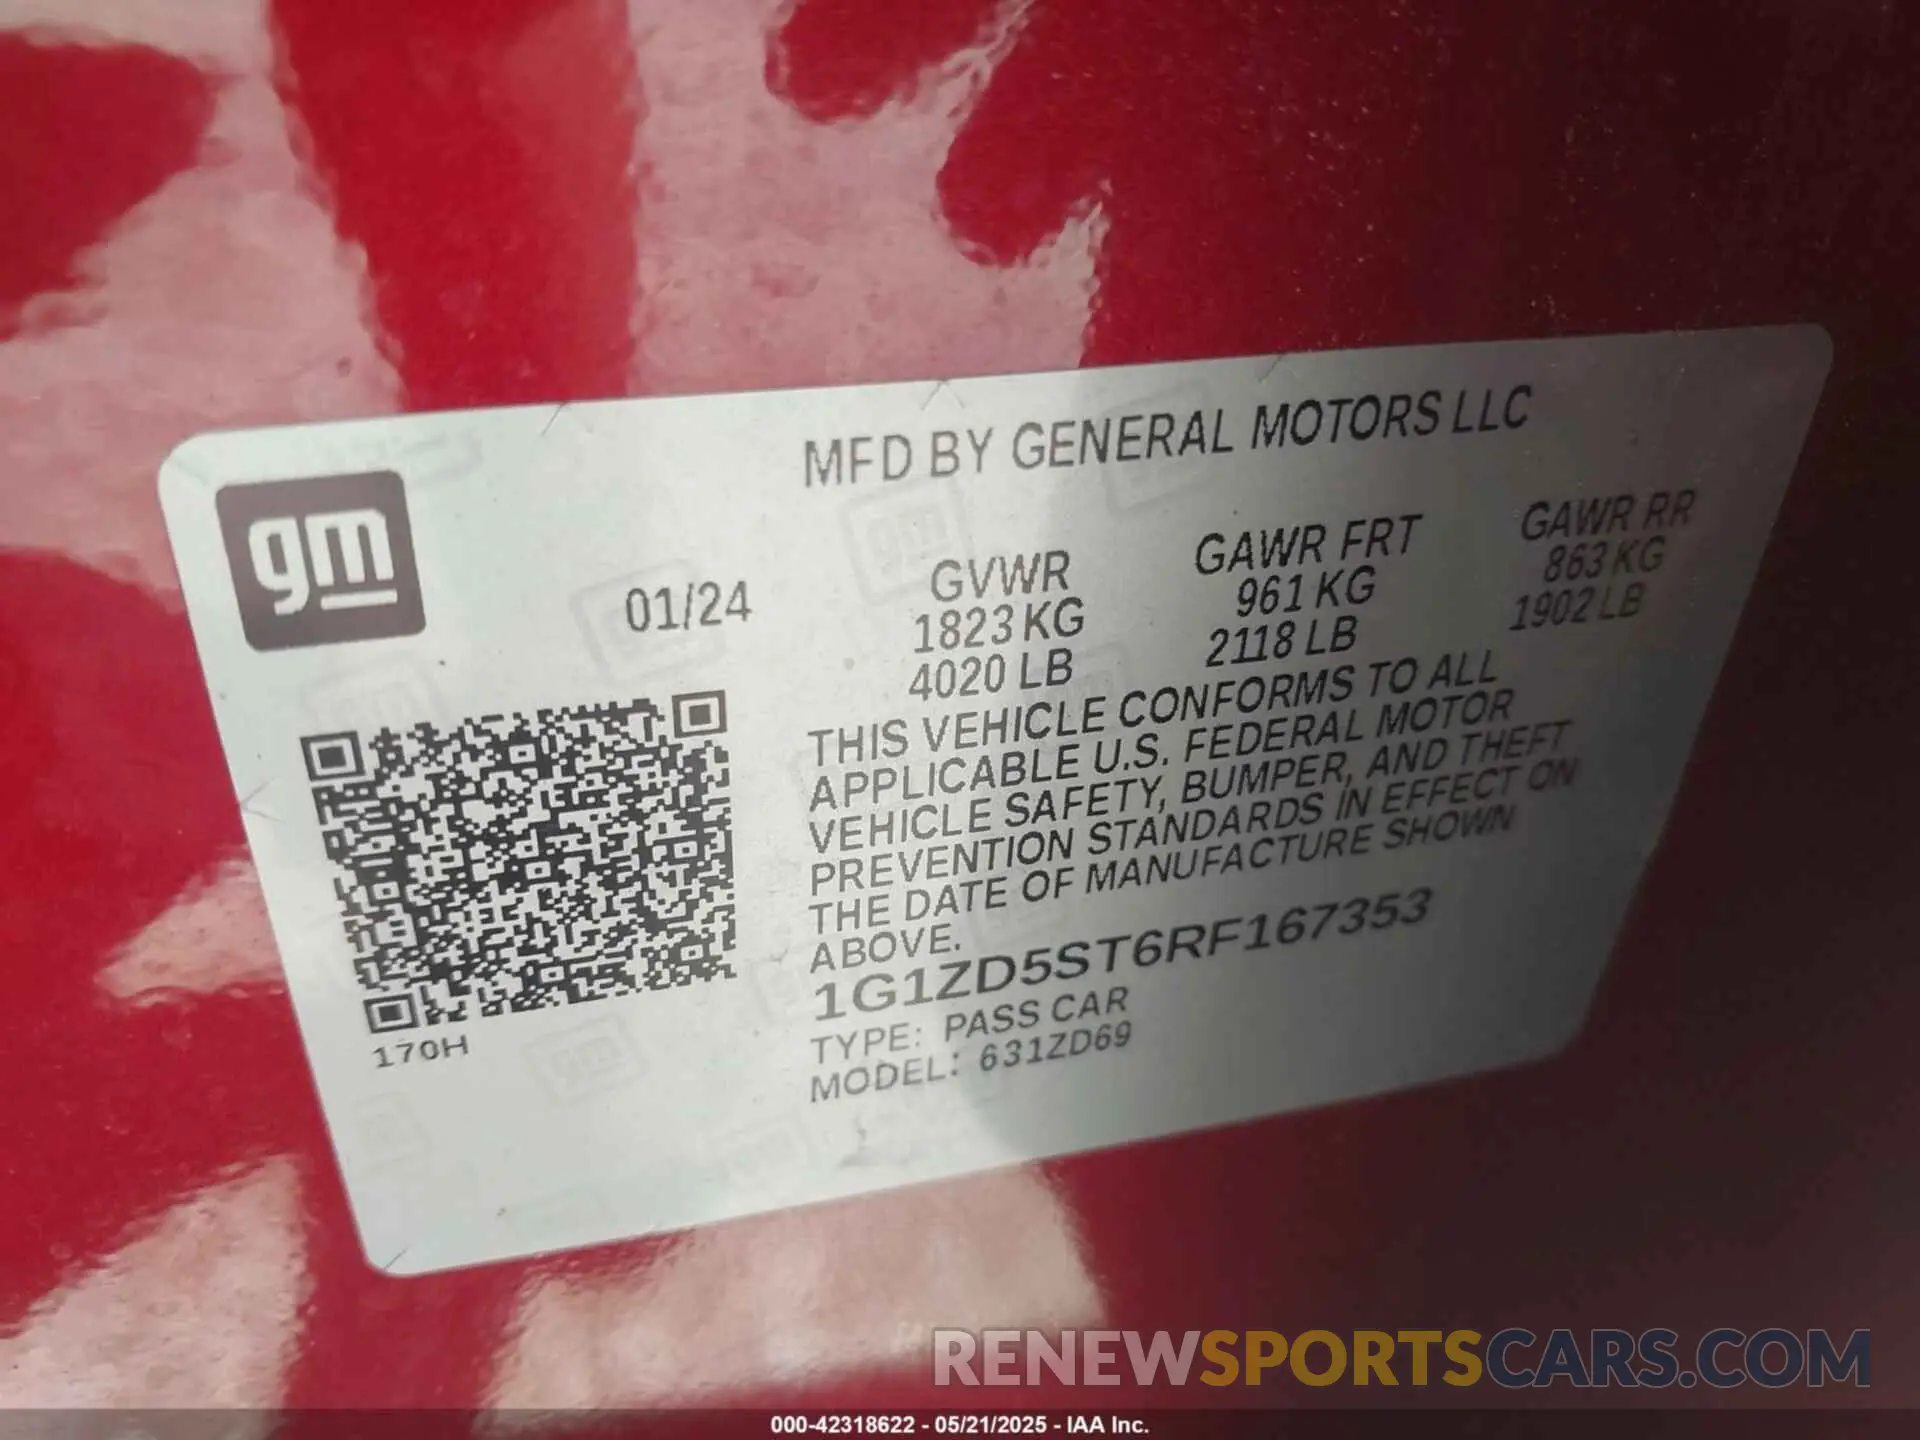 MFD BY GENERAL MOTORS LLC
gm
01/24
GVWR
1823 KG
4020 LB
GAWR FRT
961 KG
2118 LB
GAWR RR
863 KG
1902 LB
THIS VEHICLE CONFORMS TO ALL
APPLICABLE U.S. FEDERAL MOTOR
VEHICLE SAFETY, BUMPER, AND THEFT
PREVENTION STANDARDS IN EFFECT ON
THE DATE OF MANUFACTURE SHOWN
ABOVE.
1G1ZD5ST6RF167353
TYPE: PASS CAR
MODEL: 631ZD69
170H
RENEWSPORTSCARS.COM
000-42318622 - 05/21/2025 - IAA Inc.